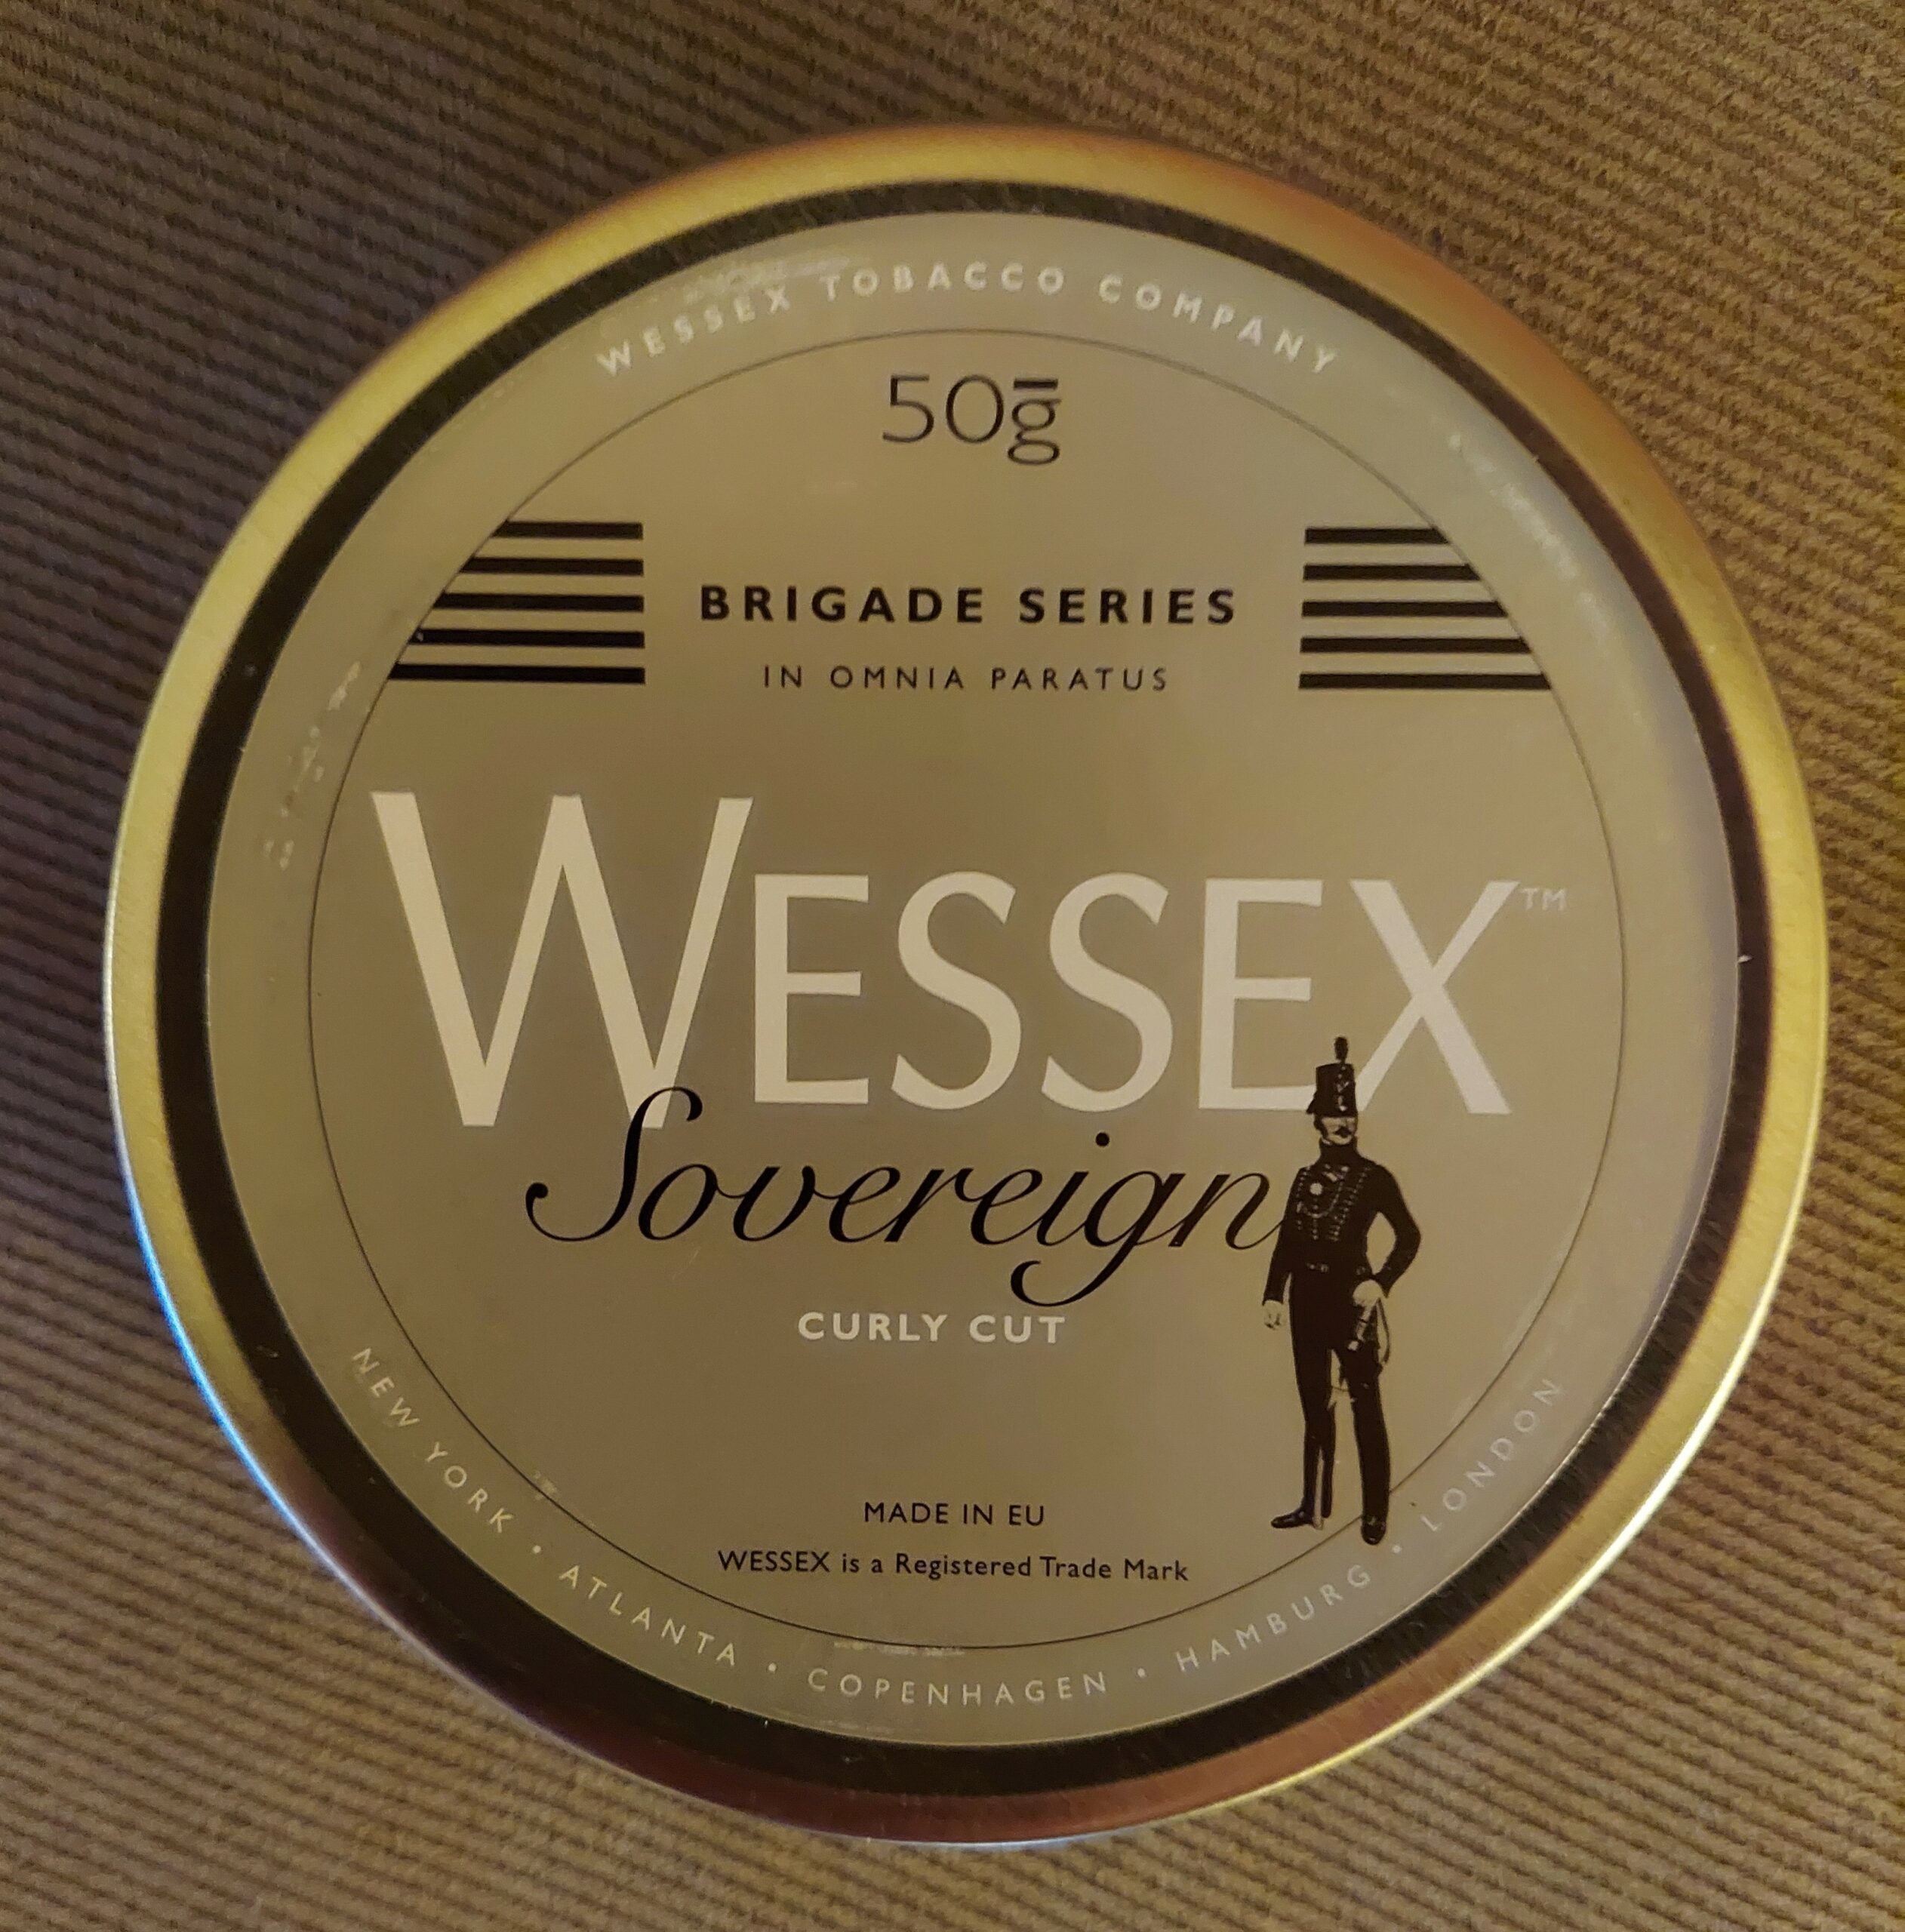 WESSEX TOBACCO COMPANY
50g
BRIGADE SERIES
IN OMNIA PARATUS
WESSEX™
Sovereign
CURLY CUT
MADE IN EU
WESSEX is a Registered Trade Mark
NEW YORK • ATLANTA • COPENHAGEN • HAMBURG • LONDON